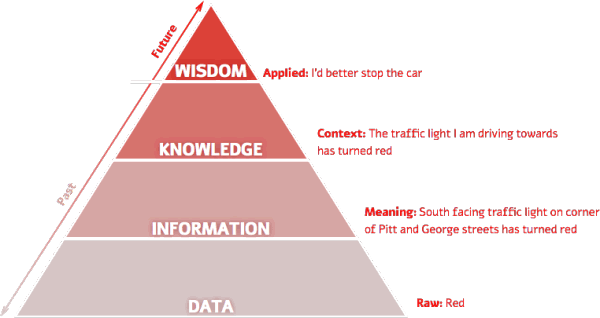 Future
WISDOM
Applied: I'd better stop the car
KNOWLEDGE
Context: The traffic light I am driving towards
has turned red
Past
INFORMATION
Meaning: South facing traffic light on corner
of Pitt and George streets has turned red
DATA
Raw: Red